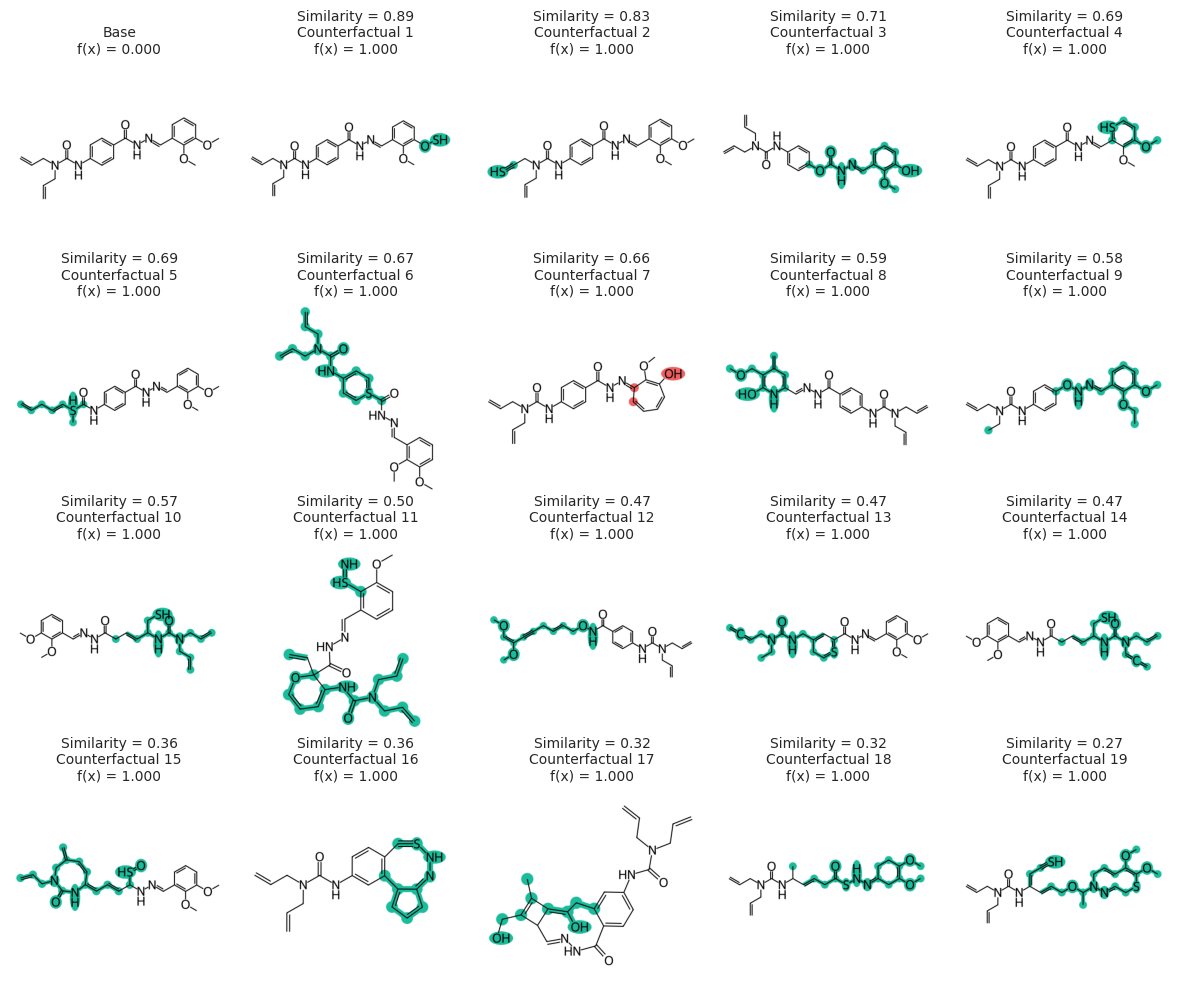 Base
f(x) = 0.000
Similarity = 0.89
Counterfactual 1
f(x) = 1.000
Similarity = 0.83
Counterfactual 2
f(x) = 1.000
Similarity = 0.71
Counterfactual 3
f(x) = 1.000
Similarity = 0.69
Counterfactual 4
f(x) = 1.000
Similarity = 0.69
Counterfactual 5
f(x) = 1.000
Similarity = 0.67
Counterfactual 6
f(x) = 1.000
Similarity = 0.66
Counterfactual 7
f(x) = 1.000
Similarity = 0.59
Counterfactual 8
f(x) = 1.000
Similarity = 0.58
Counterfactual 9
f(x) = 1.000
Similarity = 0.57
Counterfactual 10
f(x) = 1.000
Similarity = 0.50
Counterfactual 11
f(x) = 1.000
Similarity = 0.47
Counterfactual 12
f(x) = 1.000
Similarity = 0.47
Counterfactual 13
f(x) = 1.000
Similarity = 0.47
Counterfactual 14
f(x) = 1.000
Similarity = 0.36
Counterfactual 15
f(x) = 1.000
Similarity = 0.36
Counterfactual 16
f(x) = 1.000
Similarity = 0.32
Counterfactual 17
f(x) = 1.000
Similarity = 0.32
Counterfactual 18
f(x) = 1.000
Similarity = 0.27
Counterfactual 19
f(x) = 1.000